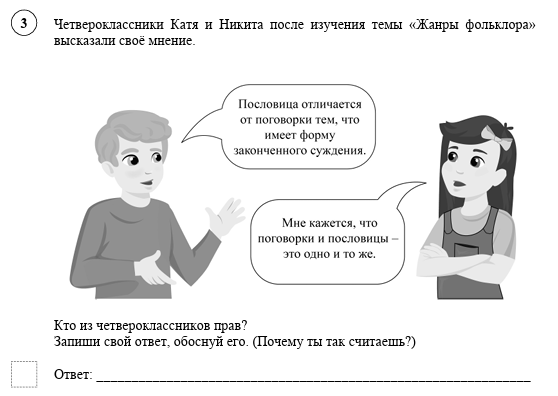 3
Четвероклассники Катя и Никита после изучения темы «Жанры фольклора»
высказали своё мнение.
Пословица отличается
от поговорки тем, что
имеет форму
законченного суждения.
Мне кажется, что
поговорки и пословицы –
это одно и то же.
Кто из четвероклассников прав?
Запиши свой ответ, обоснуй его. (Почему ты так считаешь?)
Ответ: